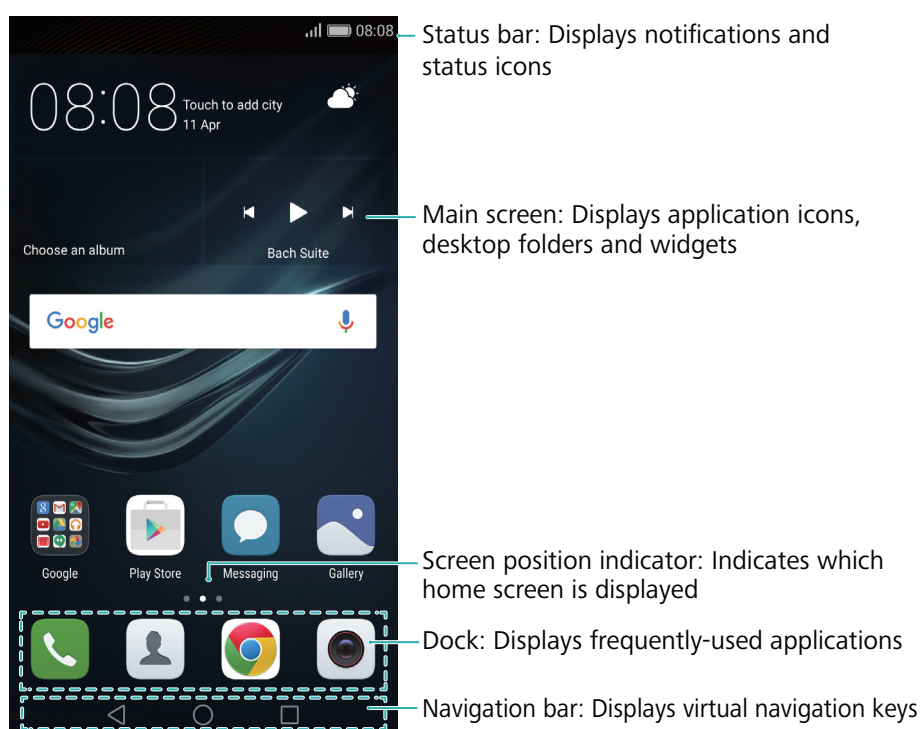 08:08
Status bar: Displays notifications and
status icons
08:08
Touch to add city
11 Apr
Main screen: Displays application icons,
desktop folders and widgets
Choose an album
Bach Suite
Google
Google
Play Store
Messaging
Gallery
Screen position indicator: Indicates which
home screen is displayed
Dock: Displays frequently-used applications
Navigation bar: Displays virtual navigation keys